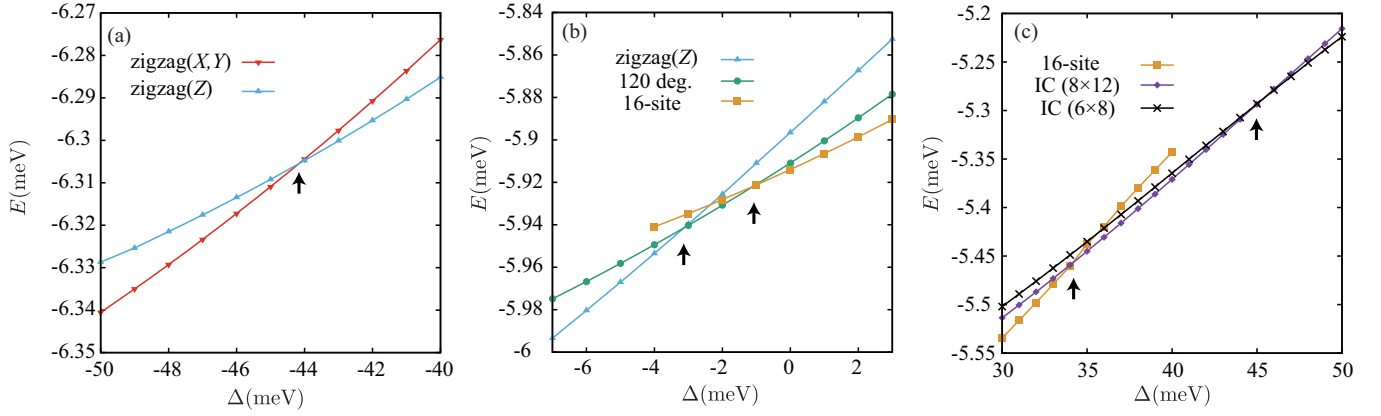 (a)
zigzag(X,Y)
zigzag(Z)
E(meV)
-6.27
-6.28
-6.29
-6.3
-6.31
-6.32
-6.33
-6.34
-6.35
-50
-48
-46
-44
-42
-40
Δ(meV)
(b)
zigzag(Z)
120 deg.
16-site
E(meV)
-5.84
-5.86
-5.88
-5.9
-5.92
-5.94
-5.96
-5.98
-6
-6
-4
-2
0
2
Δ(meV)
(c)
16-site
IC (8×12)
IC (6×8)
E(meV)
-5.2
-5.25
-5.3
-5.35
-5.4
-5.45
-5.5
-5.55
30
35
40
45
50
Δ(meV)